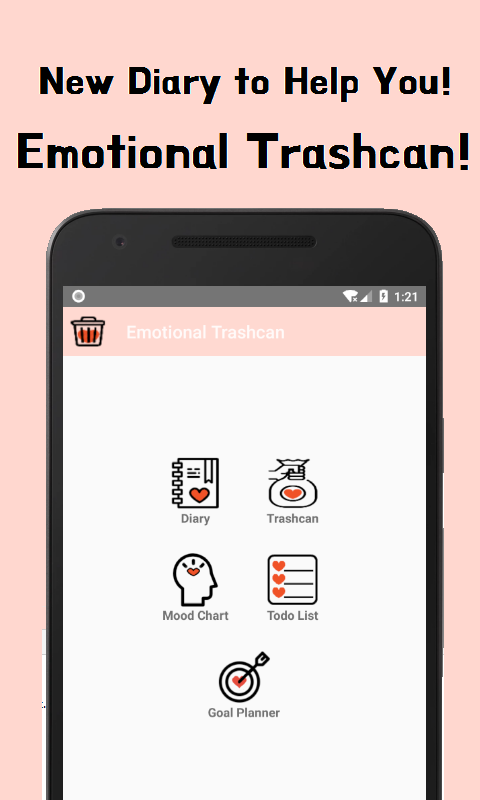 New Diary to Help You!
Emotional Trashcan!
1:21
Emotional Trashcan
Diary
Trashcan
Mood Chart
Todo List
Goal Planner